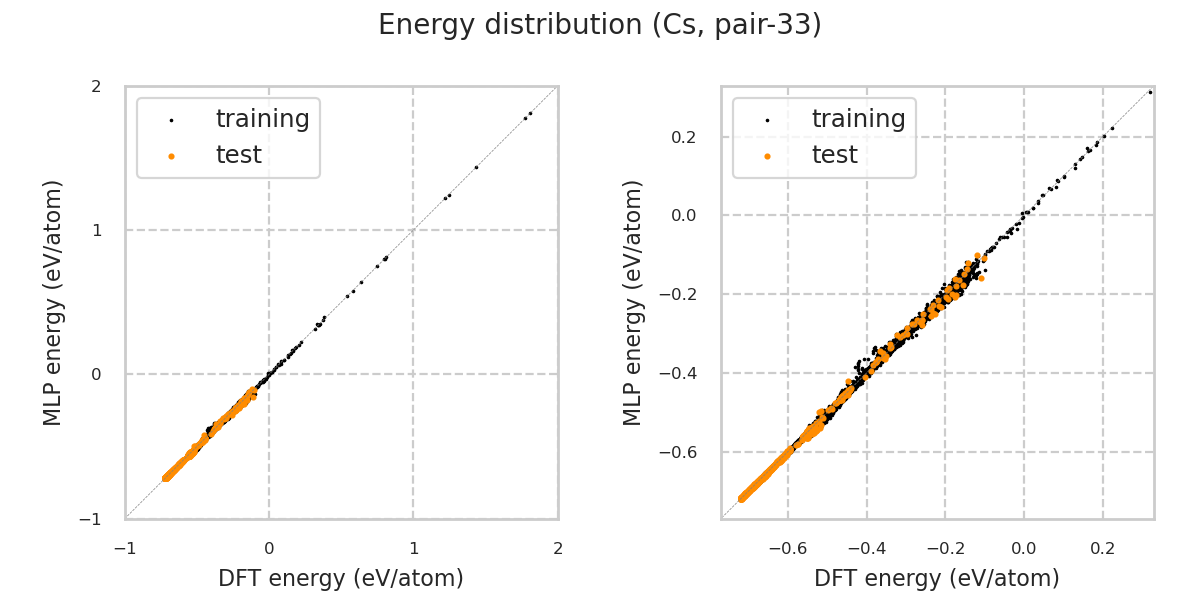 Energy distribution (Cs, pair-33)
training
test
2
1
0
−1
−1
0
1
2
MLP energy (eV/atom)
DFT energy (eV/atom)
training
test
0.2
0.0
−0.2
−0.4
−0.6
−0.6
−0.4
−0.2
0.0
0.2
MLP energy (eV/atom)
DFT energy (eV/atom)